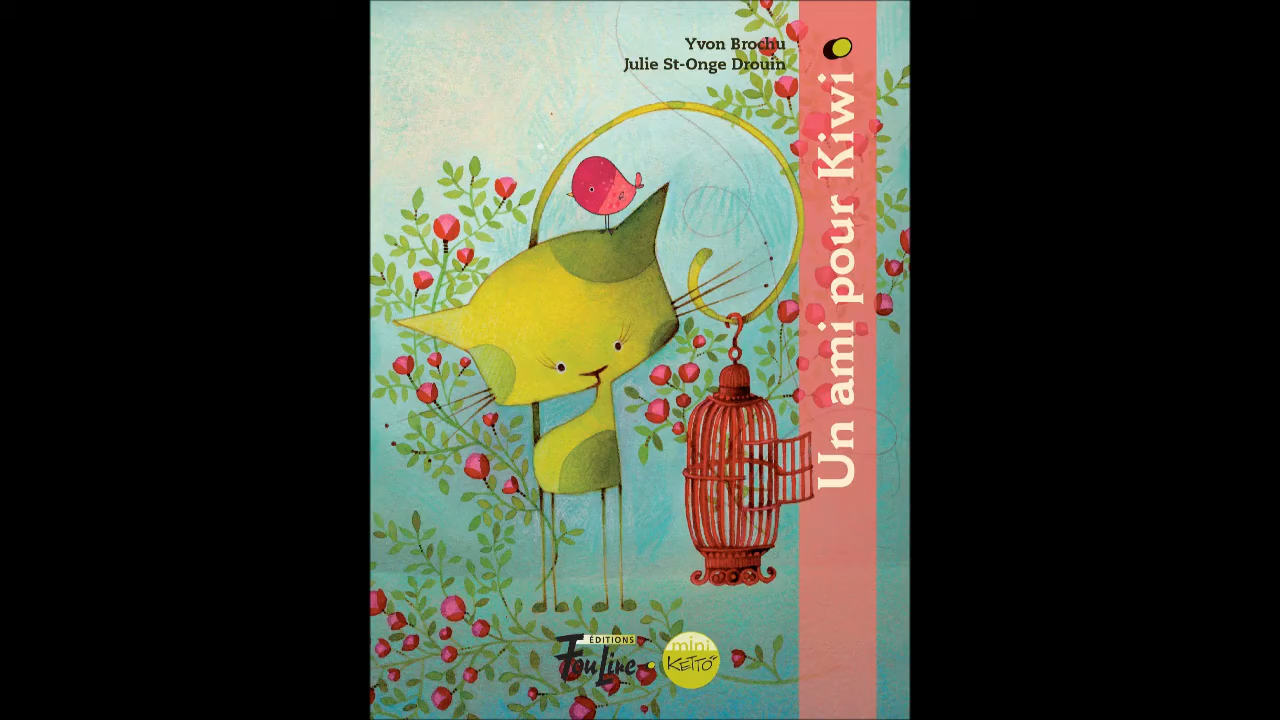 Yvon Brochu
Julie St-Onge Drouin
Un ami pour Kiwi
ÉDITIONS
FouLire
mini
KETTO